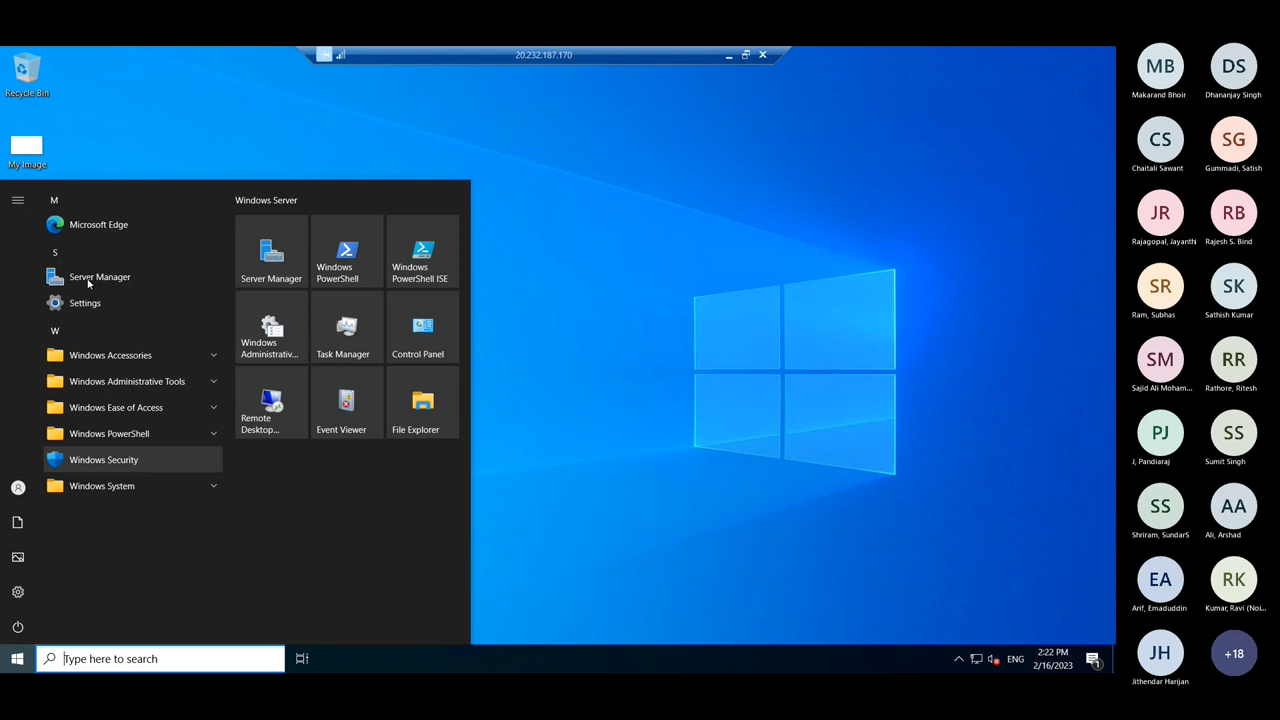 20.232.187.170
Recycle Bin
My Image
M
Microsoft Edge
S
Server Manager
Settings
W
Windows Accessories
Windows Administrative Tools
Windows Ease of Access
Windows PowerShell
Windows Security
Windows System
Windows Server
Server Manager
Windows
PowerShell
Windows
PowerShell ISE
Windows
Administrativ...
Task Manager
Control Panel
Remote
Desktop...
Event Viewer
File Explorer
Type here to search
ENG
2:22 PM
2/16/2023
1
MB
Makarand Bhoir
DS
Dhananjay Singh
CS
Chaitali Sawant
SG
Gummadi, Satish
JR
Rajagopal, Jayanthi
RB
Rajesh S. Bind
SR
Ram, Subhas
SK
Sathish Kumar
SM
Sajid Ali Moham...
RR
Rathore, Ritesh
PJ
J, Pandiaraj
SS
Sumit Singh
SS
Shriram, SundarS
AA
Ali, Arshad
EA
Arif, Emaduddin
RK
Kumar, Ravi (Noi...
JH
Jithendar Harijan
+18